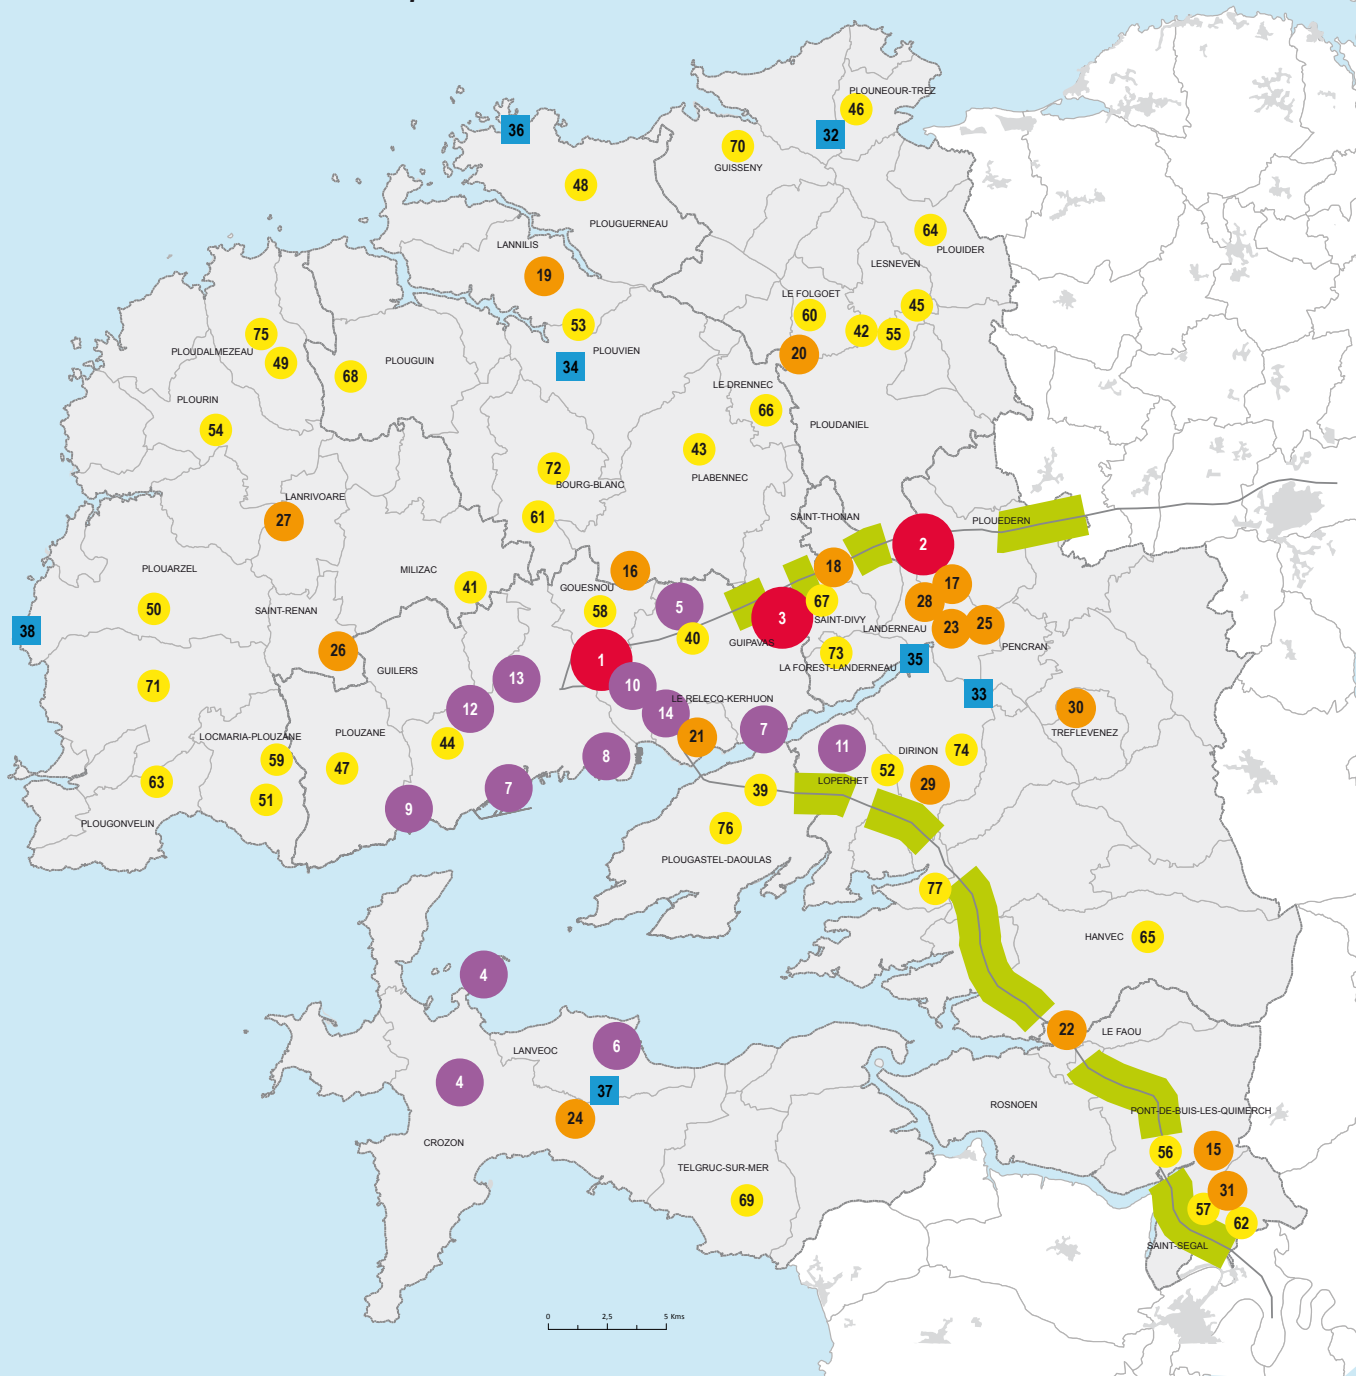 PLOUNEOUR-TREZ
46
36
32
70
GUISSENY
48
PLOUGUERNEAU
64
PLOUIDER
LANNILIS
LESNEVEN
19
LE FOLGOET
45
60
53
42
55
75
PLOUDALMEZEAU
PLOUVIEN
20
49
PLOUGUIN
34
68
LE DRENNEC
PLOURIN
66
54
PLOUDANIEL
43
72
BOURG-BLANC
PLABENNEC
LANRIVOARE
27
61
SAINT-THONAN
PLOUEDERN
2
PLOUARZEL
MILIZAC
16
18
41
GOUESNOU
17
50
SAINT-RENAN
58
5
67
28
3
SAINT-DIVY
38
40
GUIPAVAS
LANDERNEAU
23
25
26
PENCRAN
1
73
35
GUILERS
LA FOREST-LANDERNEAU
13
71
10
33
LE RELECQ-KERHUON
12
14
30
TREFLEVENEZ
LOCMARIA-PLOUZANE
PLOUZANE
7
44
21
11
DIRINON
74
59
8
47
52
63
LOPERHET
29
7
39
51
9
PLOUGONVELIN
76
PLOUGASTEL-DAOULAS
77
HANVEC
65
4
22
LE FAOU
6
LANVEOC
4
37
ROSNOEN
PONT-DE-BUIS-LES-QUIMERCH
24
CROZON
56
15
TELGRUC-SUR-MER
31
69
57
62
SAINT-SEGAL
0
2,5
5 Kms